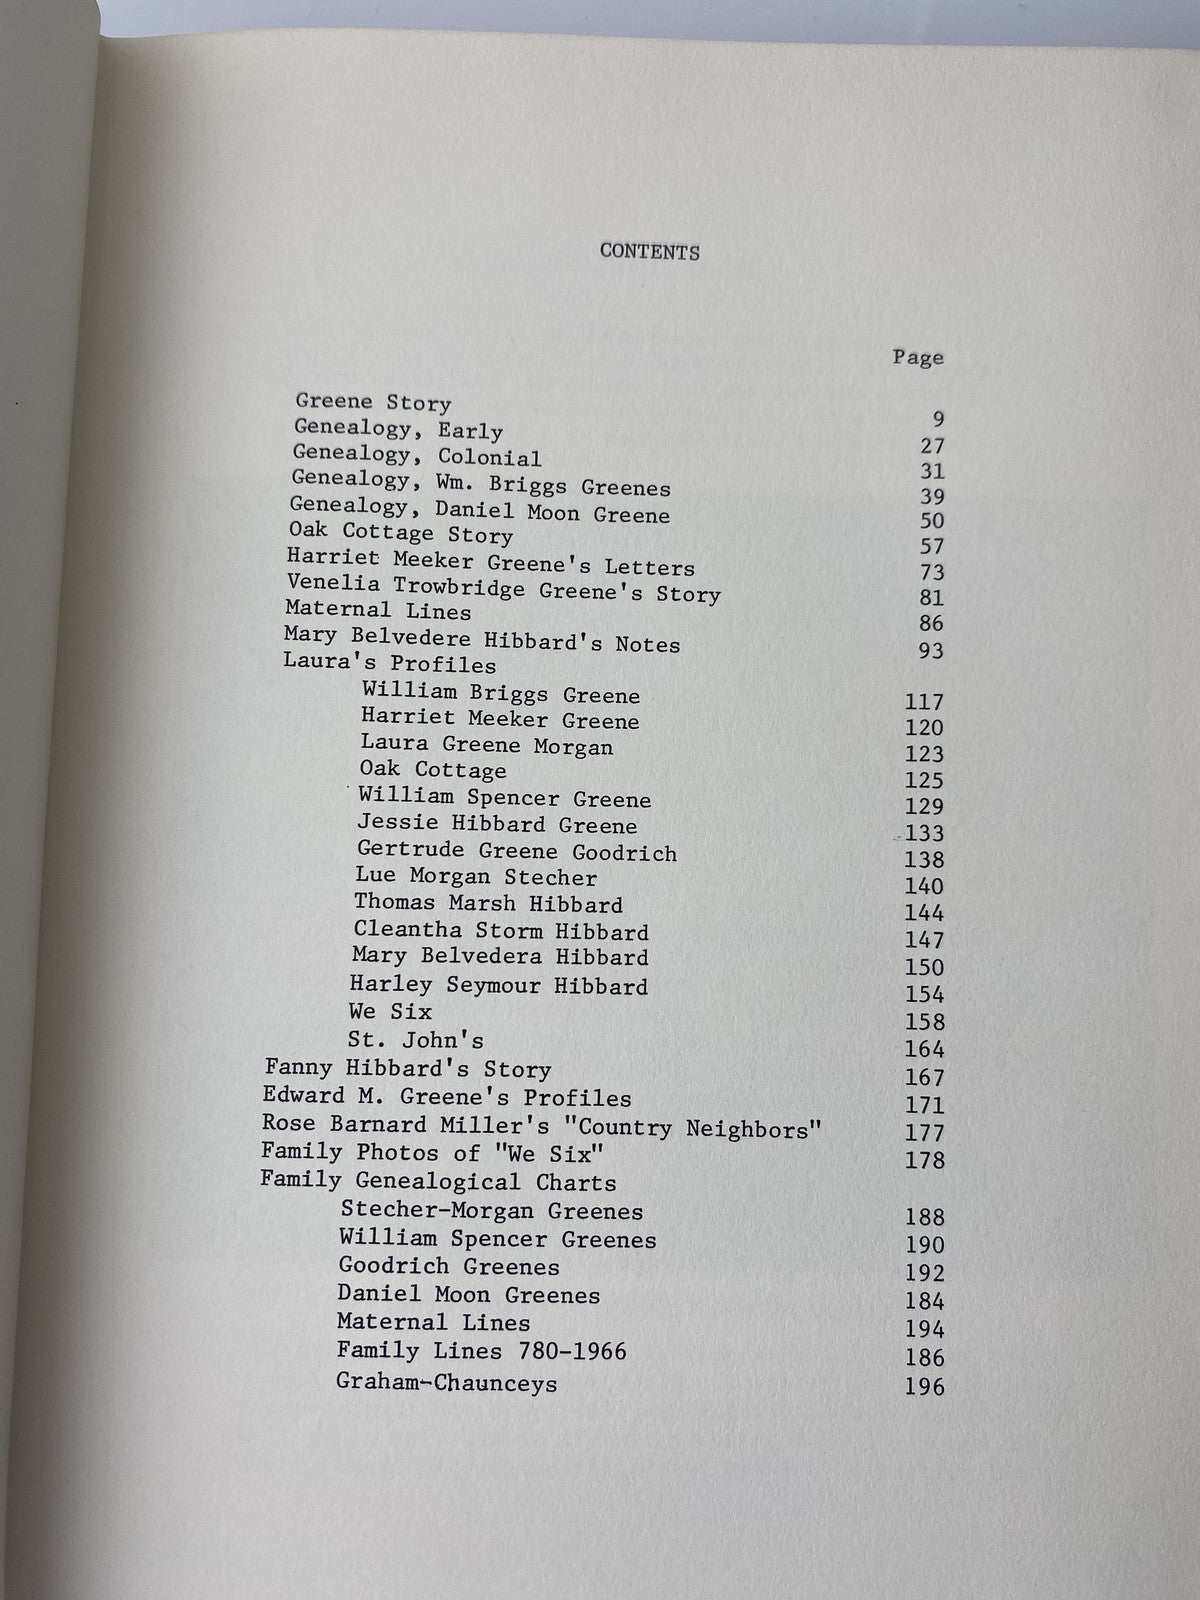 CONTENTS
Page
Greene Story 9
Genealogy, Early 27
Genealogy, Colonial 31
Genealogy, Wm. Briggs Greenes 39
Genealogy, Daniel Moon Greene 50
Oak Cottage Story 57
Harriet Meeker Greene's Letters 73
Venelia Trowbridge Greene's Story 81
Maternal Lines 86
Mary Belvedere Hibbard's Notes 93
Laura's Profiles
William Briggs Greene 117
Harriet Meeker Greene 120
Laura Greene Morgan 123
Oak Cottage 125
William Spencer Greene 129
Jessie Hibbard Greene 133
Gertrude Greene Goodrich 138
Lue Morgan Stecher 140
Thomas Marsh Hibbard 144
Cleantha Storm Hibbard 147
Mary Belvedera Hibbard 150
Harley Seymour Hibbard 154
We Six 158
St. John's 164
Fanny Hibbard's Story 167
Edward M. Greene's Profiles 171
Rose Barnard Miller's "Country Neighbors" 177
Family Photos of "We Six" 178
Family Genealogical Charts
Stecher-Morgan Greenes 188
William Spencer Greenes 190
Goodrich Greenes 192
Daniel Moon Greenes 184
Maternal Lines 194
Family Lines 780-1966 186
Graham-Chaunceys 196